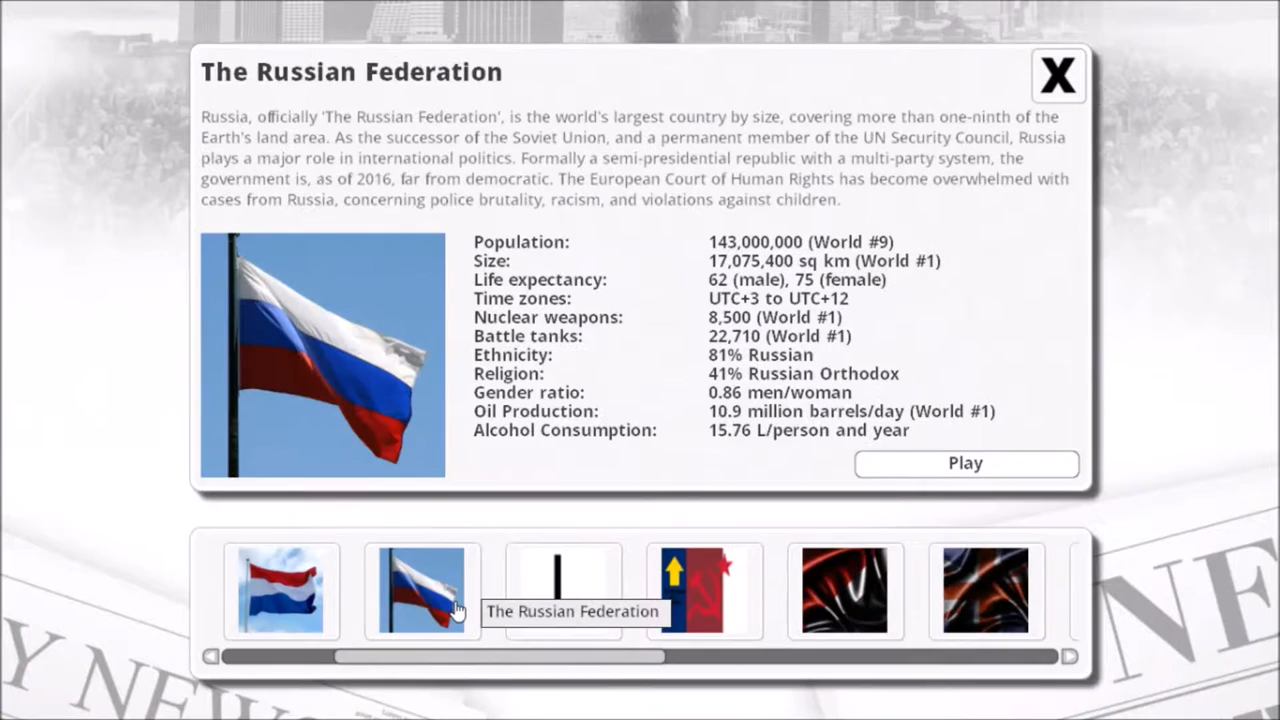 The Russian Federation
X
Russia, officially 'The Russian Federation', is the world's largest country by size, covering more than one-ninth of the
Earth's land area. As the successor of the Soviet Union, and a permanent member of the UN Security Council, Russia
plays a major role in international politics. Formally a semi-presidential republic with a multi-party system, the
government is, as of 2016, far from democratic. The European Court of Human Rights has become overwhelmed with
cases from Russia, concerning police brutality, racism, and violations against children.
Population: 143,000,000 (World #9)
Size: 17,075,400 sq km (World #1)
Life expectancy: 62 (male), 75 (female)
Time zones: UTC+3 to UTC+12
Nuclear weapons: 8,500 (World #1)
Battle tanks: 22,710 (World #1)
Ethnicity: 81% Russian
Religion: 41% Russian Orthodox
Gender ratio: 0.86 men/woman
Oil Production: 10.9 million barrels/day (World #1)
Alcohol Consumption: 15.76 L/person and year
Play
The Russian Federation
Y NEWS
NE